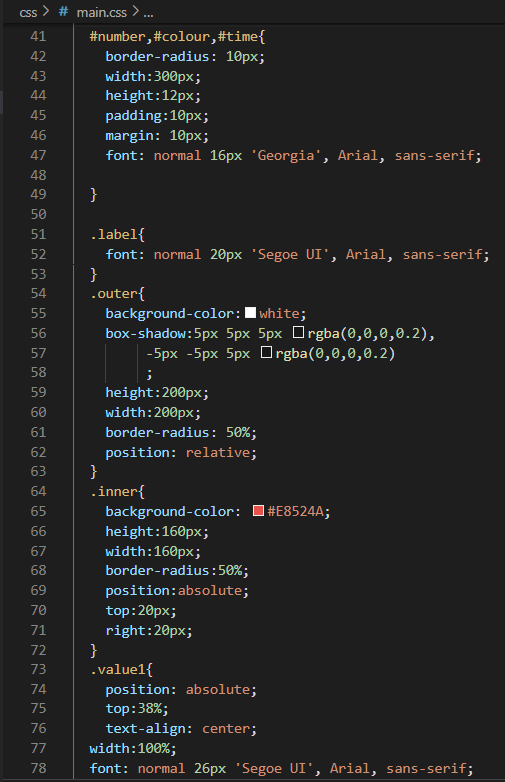 css > # main.css > ...
41 #number,#colour,#time{
42 border-radius: 10px;
43 width:300px;
44 height:12px;
45 padding:10px;
46 margin: 10px;
47 font: normal 16px 'Georgia', Arial, sans-serif;
48
49 }
50
51 .label{
52 font: normal 20px 'Segoe UI', Arial, sans-serif;
53 }
54 .outer{
55 background-color:white;
56 box-shadow:5px 5px 5px rgba(0,0,0,0.2),
57 -5px -5px 5px rgba(0,0,0,0.2)
58 ;
59 height:200px;
60 width:200px;
61 border-radius: 50%;
62 position: relative;
63 }
64 .inner{
65 background-color: #E8524A;
66 height:160px;
67 width:160px;
68 border-radius:50%;
69 position:absolute;
70 top:20px;
71 right:20px;
72 }
73 .value1{
74 position: absolute;
75 top:38%;
76 text-align: center;
77 width:100%;
78 font: normal 26px 'Segoe UI', Arial, sans-serif;